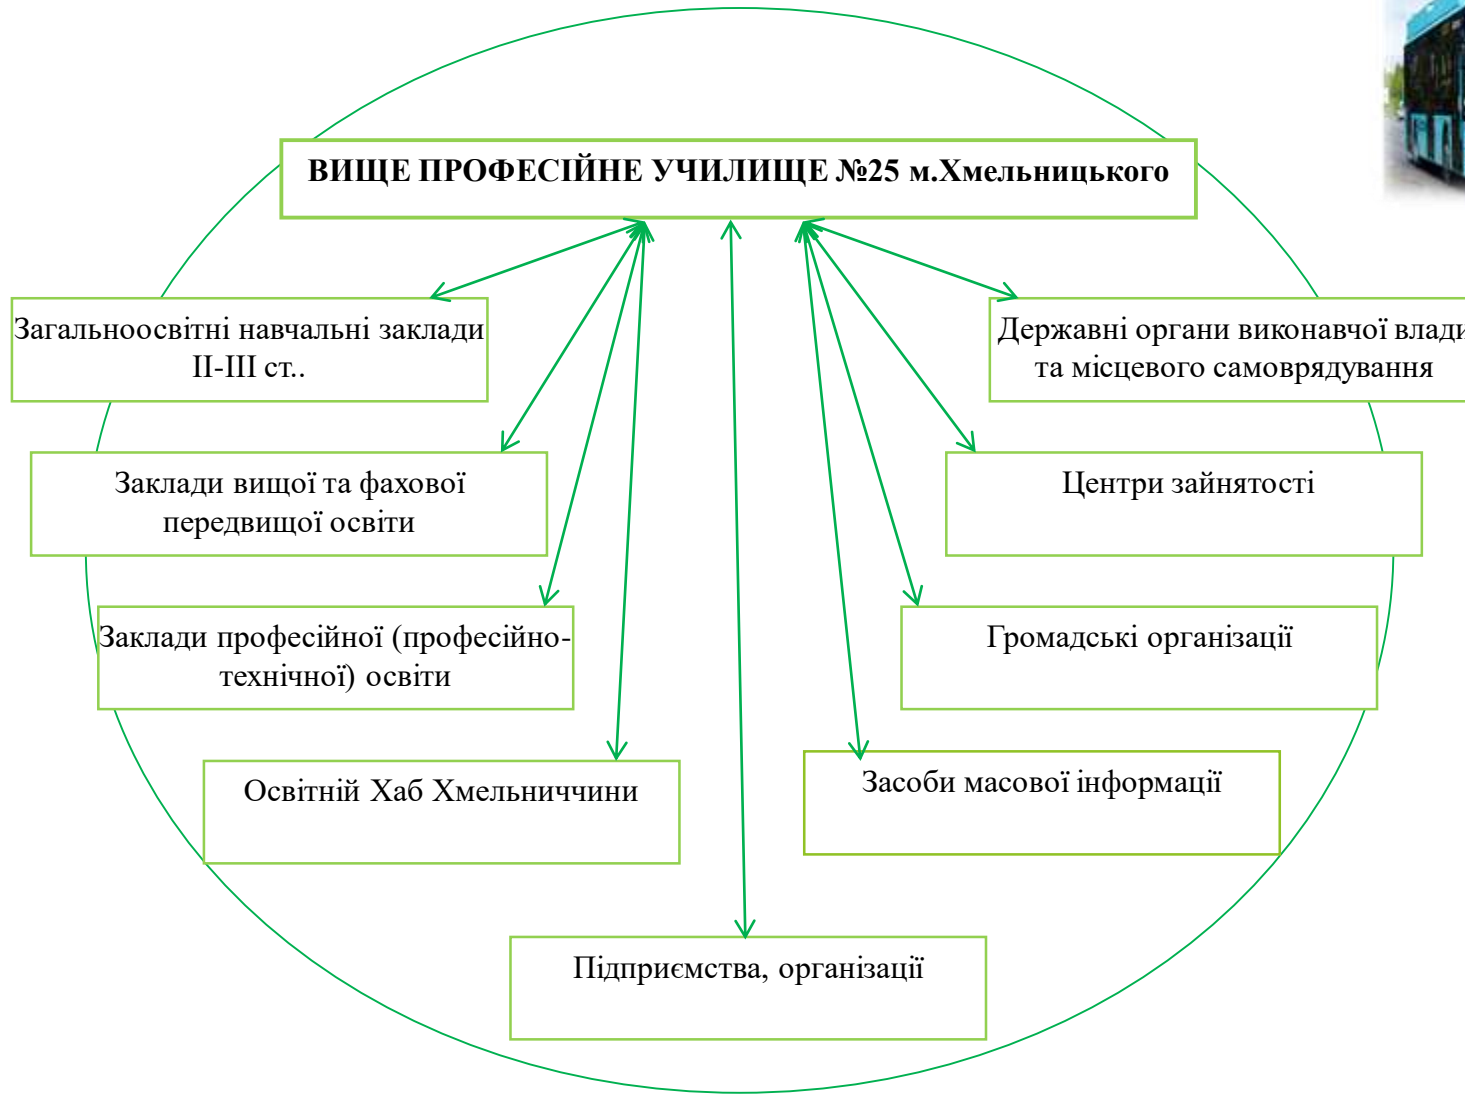 ВИЩЕ ПРОФЕСІЙНЕ УЧИЛИЩЕ №25 м.Хмельницького
Загальноосвітні навчальні заклади
ІІ-ІІІ ст..
Державні органи виконавчої влади
та місцевого самоврядування
Заклади вищої та фахової
передвищої освіти
Центри зайнятості
Заклади професійної (професійно-
технічної) освіти
Громадські організації
Освітній Хаб Хмельниччини
Засоби масової інформації
Підприємства, організації